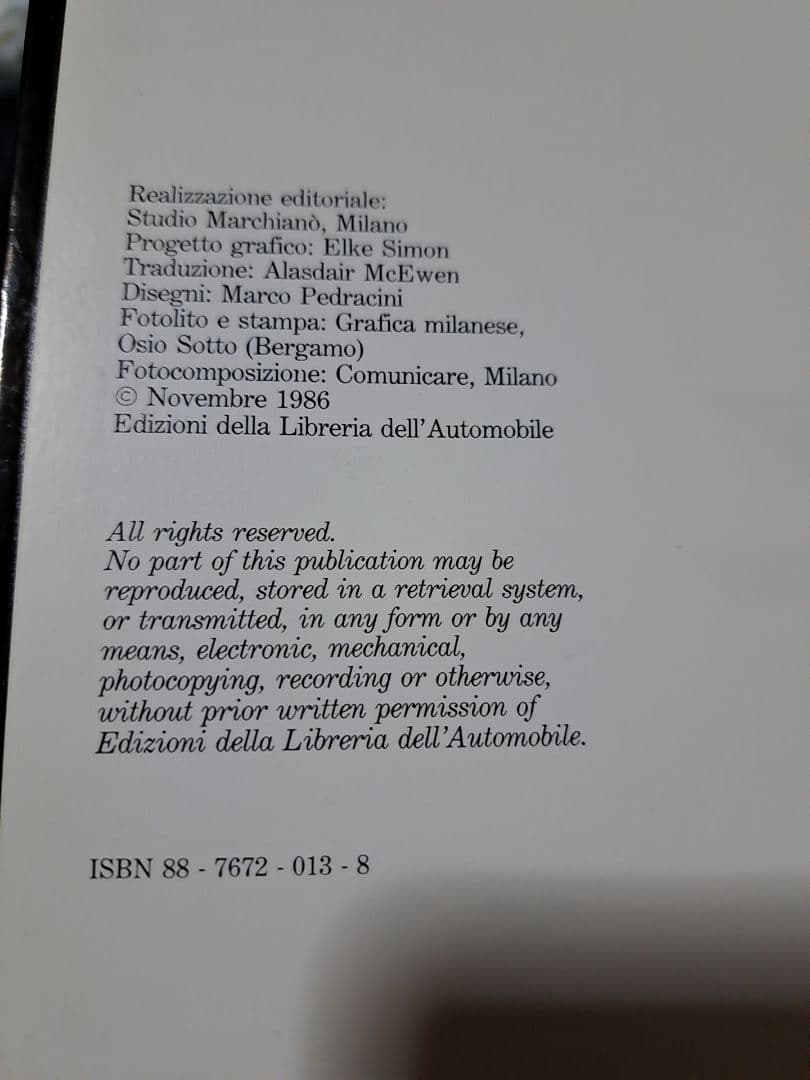 Realizzazione editoriale:
Studio Marchianò, Milano
Progetto grafico: Elke Simon
Traduzione: Alasdair McEwen
Disegni: Marco Pedracini
Fotolito e stampa: Grafica milanese,
Osio Sotto (Bergamo)
Fotocomposizione: Comunicare, Milano
© Novembre 1986
Edizioni della Libreria dell'Automobile
All rights reserved.
No part of this publication may be
reproduced, stored in a retrieval system,
or transmitted, in any form or by any
means, electronic, mechanical,
photocopying, recording or otherwise,
without prior written permission of
Edizioni della Libreria dell'Automobile.
ISBN 88 - 7672 - 013 - 8